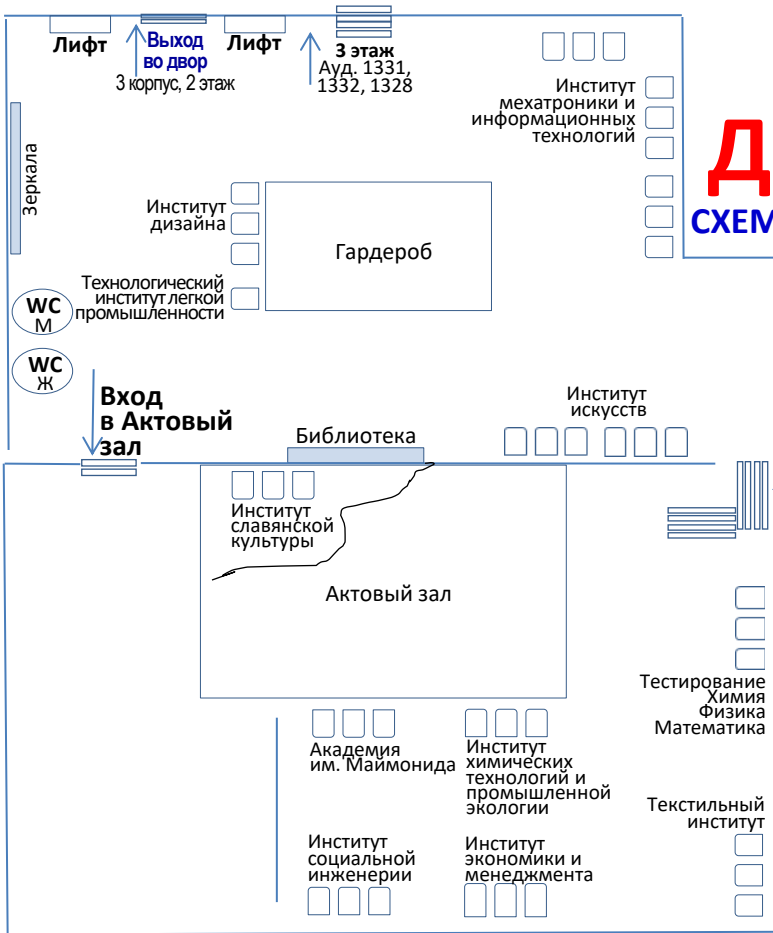 Лифт
Выход
во двор
3 корпус, 2 этаж
Лифт
3 этаж
Ауд. 1331,
1332, 1328
Институт
мехатроники и
информационных
технологий
Д
СХЕМ
Зеркала
Институт
дизайна
Гардероб
Технологический
институт легкой
промышленности
WC
М
WC
Ж
Вход
в Актовый
зал
Библиотека
Институт
искусств
Институт
славянской
культуры
Актовый зал
Тестирование
Химия
Физика
Математика
Академия
им. Маймонида
Институт
химических
технологий и
промышленной
экологии
Текстильный
институт
Институт
социальной
инженерии
Институт
экономики и
менеджмента